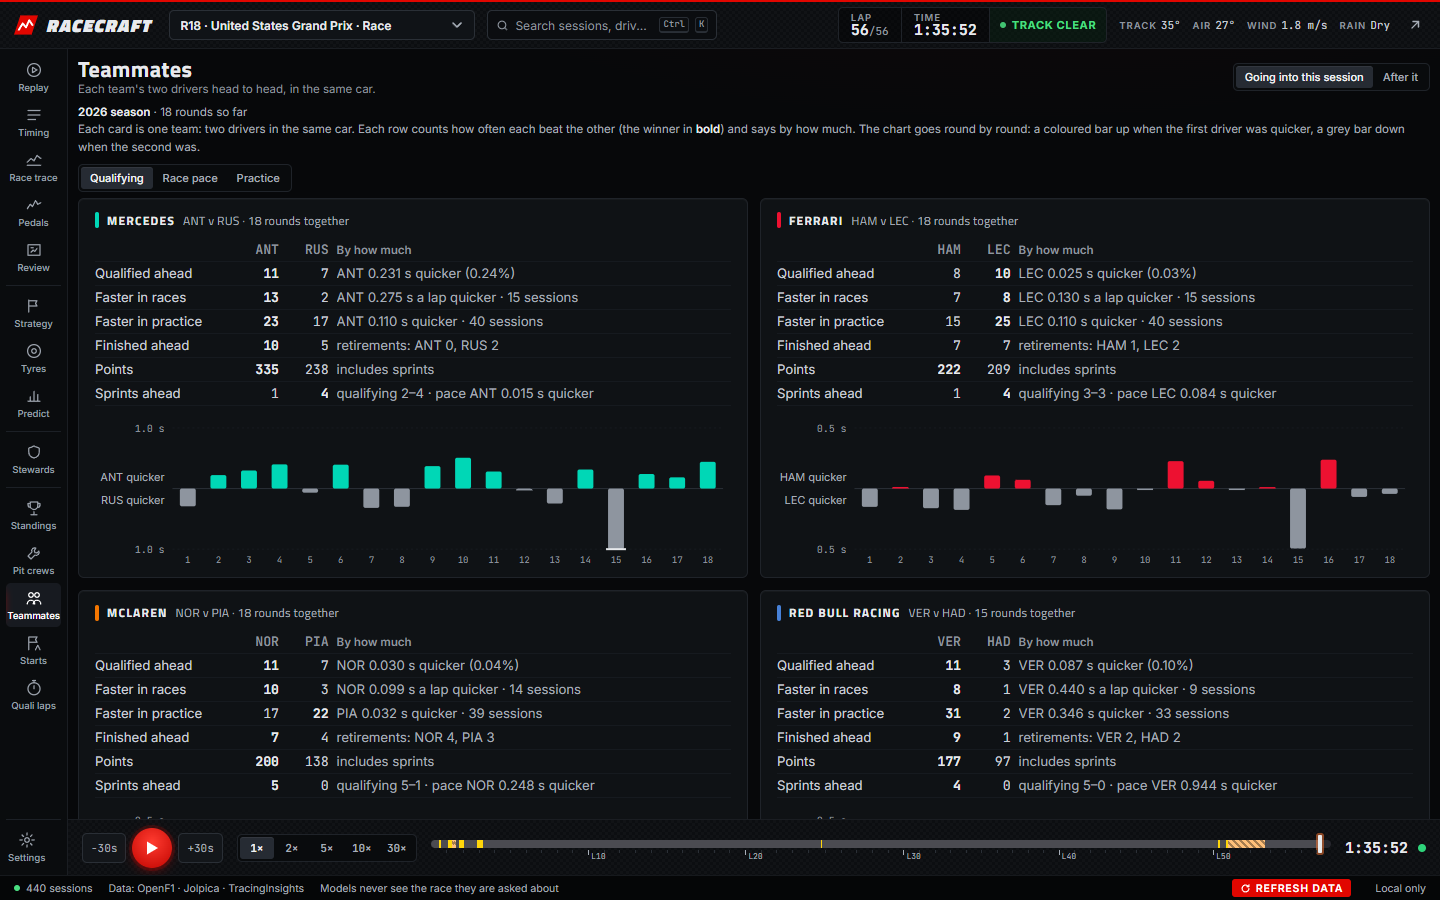 RACECRAFT
R18 · United States Grand Prix · Race
Search sessions, driv... Ctrl K
LAP 56/56
TIME 1:35:52
TRACK CLEAR
TRACK 35° AIR 27° WIND 1.8 m/s RAIN Dry
Replay
Timing
Race trace
Pedals
Review
Strategy
Tyres
Predict
Stewards
Standings
Pit crews
Teammates
Starts
Quali laps
Settings
Teammates
Each team's two drivers head to head, in the same car.
Going into this session After it
2026 season · 18 rounds so far
Each card is one team: two drivers in the same car. Each row counts how often each beat the other (the winner in bold) and says by how much. The chart goes round by round: a coloured bar up when the first driver was quicker, a grey bar down
when the second was.
Qualifying Race pace Practice
MERCEDES ANT v RUS · 18 rounds together
ANT RUS By how much
Qualified ahead 11 7 ANT 0.231 s quicker (0.24%)
Faster in races 13 2 ANT 0.275 s a lap quicker · 15 sessions
Faster in practice 23 17 ANT 0.110 s quicker · 40 sessions
Finished ahead 10 5 retirements: ANT 0, RUS 2
Points 335 238 includes sprints
Sprints ahead 1 4 qualifying 2–4 · pace ANT 0.015 s quicker
1.0 s
ANT quicker
RUS quicker
1.0 s
1 2 3 4 5 6 7 8 9 10 11 12 13 14 15 16 17 18
FERRARI HAM v LEC · 18 rounds together
HAM LEC By how much
Qualified ahead 8 10 LEC 0.025 s quicker (0.03%)
Faster in races 7 8 LEC 0.130 s a lap quicker · 15 sessions
Faster in practice 15 25 LEC 0.110 s quicker · 40 sessions
Finished ahead 7 7 retirements: HAM 1, LEC 2
Points 222 209 includes sprints
Sprints ahead 1 4 qualifying 3–3 · pace LEC 0.084 s quicker
0.5 s
HAM quicker
LEC quicker
0.5 s
1 2 3 4 5 6 7 8 9 10 11 12 13 14 15 16 17 18
MCLAREN NOR v PIA · 18 rounds together
NOR PIA By how much
Qualified ahead 11 7 NOR 0.030 s quicker (0.04%)
Faster in races 10 3 NOR 0.099 s a lap quicker · 14 sessions
Faster in practice 17 22 PIA 0.032 s quicker · 39 sessions
Finished ahead 7 4 retirements: NOR 4, PIA 3
Points 200 138 includes sprints
Sprints ahead 5 0 qualifying 5–1 · pace NOR 0.248 s quicker
RED BULL RACING VER v HAD · 15 rounds together
VER HAD By how much
Qualified ahead 11 3 VER 0.087 s quicker (0.10%)
Faster in races 8 1 VER 0.440 s a lap quicker · 9 sessions
Faster in practice 31 2 VER 0.346 s quicker · 33 sessions
Finished ahead 9 1 retirements: VER 2, HAD 2
Points 177 97 includes sprints
Sprints ahead 4 0 qualifying 5–0 · pace VER 0.944 s quicker
-30s +30s 1× 2× 5× 10× 30×
L10 L20 L30 L40 L50
1:35:52
440 sessions Data: OpenF1 · Jolpica · TracingInsights Models never see the race they are asked about
REFRESH DATA Local only